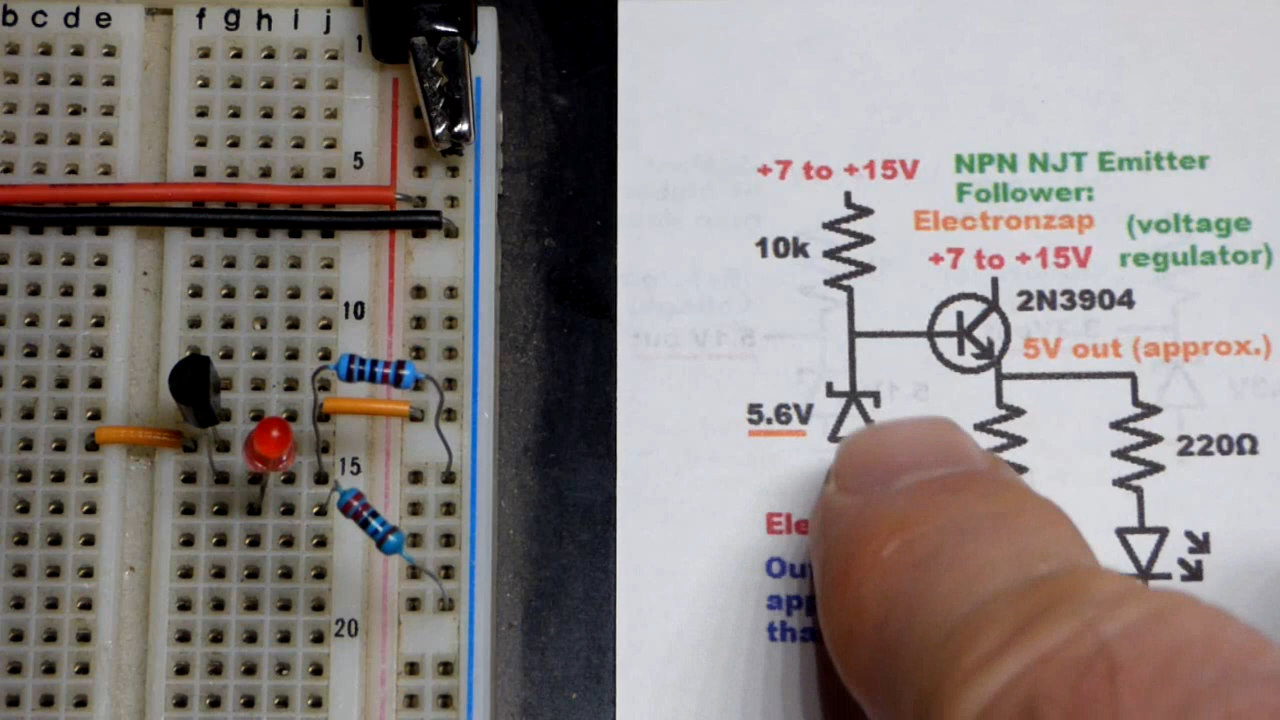 b c d e f g h i j
1
5
10
15
20
+7 to +15V
NPN NJT Emitter
Follower:
Electronzap
(voltage
regulator)
10k
+7 to +15V
2N3904
5V out (approx.)
5.6V
220Ω
Ele
Ou
app
tha